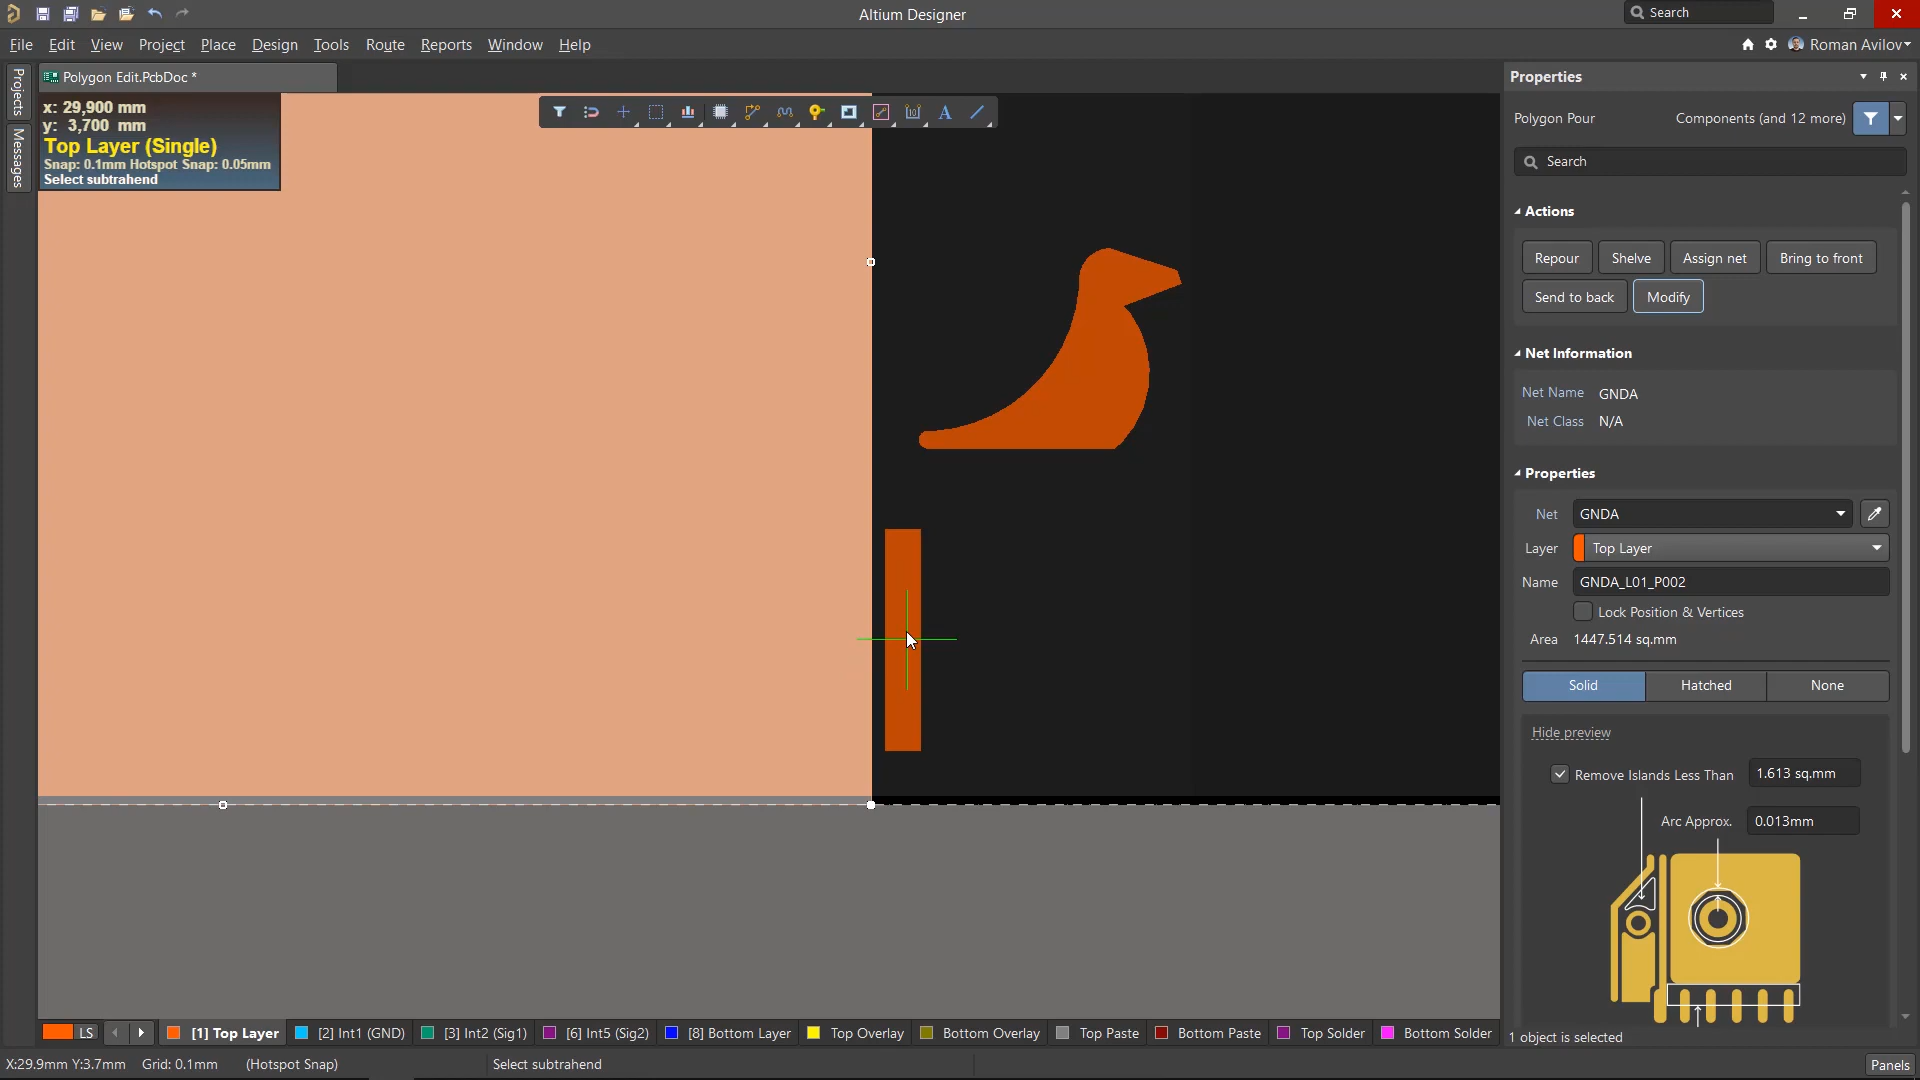 Altium Designer
Search
File Edit View Project Place Design Tools Route Reports Window Help
Roman Avilov
Projects
Messages
Polygon Edit.PcbDoc *
x: 29,900 mm
y: 3,700 mm
Top Layer (Single)
Snap: 0.1mm Hotspot Snap: 0.05mm
Select subtrahend
Properties
Polygon Pour Components (and 12 more)
Search
Actions
Repour Shelve Assign net Bring to front
Send to back Modify
Net Information
Net Name GNDA
Net Class N/A
Properties
Net GNDA
Layer Top Layer
Name GNDA_L01_P002
Lock Position & Vertices
Area 1447.514 sq.mm
Solid Hatched None
Hide preview
Remove Islands Less Than 1.613 sq.mm
Arc Approx. 0.013mm
1 object is selected
LS [1] Top Layer [2] Int1 (GND) [3] Int2 (Sig1) [6] Int5 (Sig2) [8] Bottom Layer Top Overlay Bottom Overlay Top Paste Bottom Paste Top Solder Bottom Solder
X:29.9mm Y:3.7mm Grid: 0.1mm (Hotspot Snap) Select subtrahend Panels